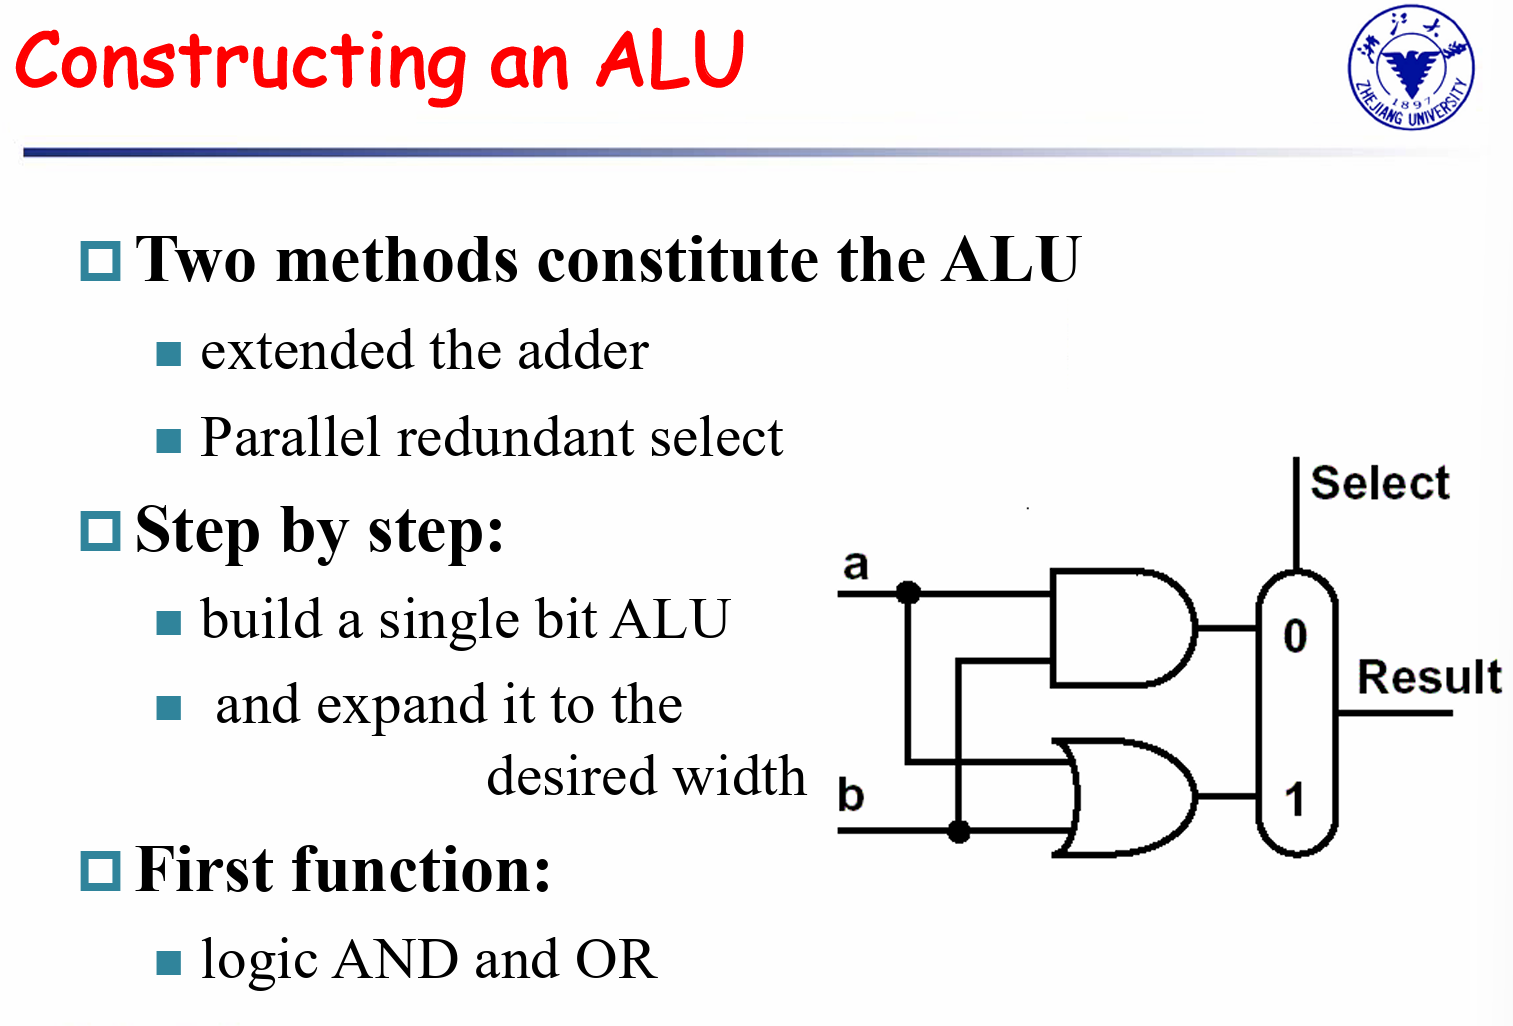 Constructing an ALU
浙江大学
ZHEJIANG UNIVERSITY
1897
Two methods constitute the ALU
extended the adder
Parallel redundant select
Step by step:
build a single bit ALU
and expand it to the
desired width
First function:
logic AND and OR
Select
a
0
Result
b
1